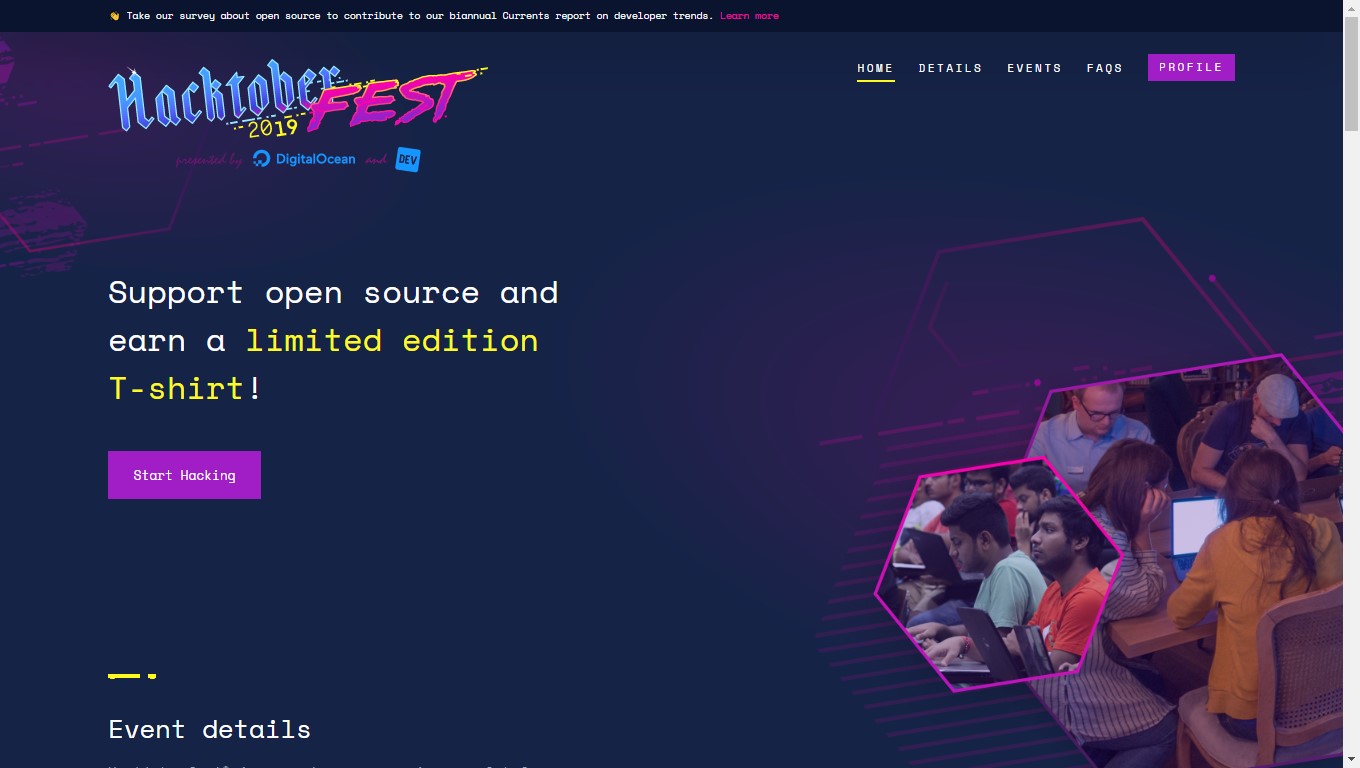 👋 Take our survey about open source to contribute to our biannual Currents report on developer trends. Learn more
Hacktober FEST
2019
presented by DigitalOcean and DEV
HOME DETAILS EVENTS FAQS PROFILE
Support open source and
earn a limited edition
T-shirt!
Start Hacking
Event details